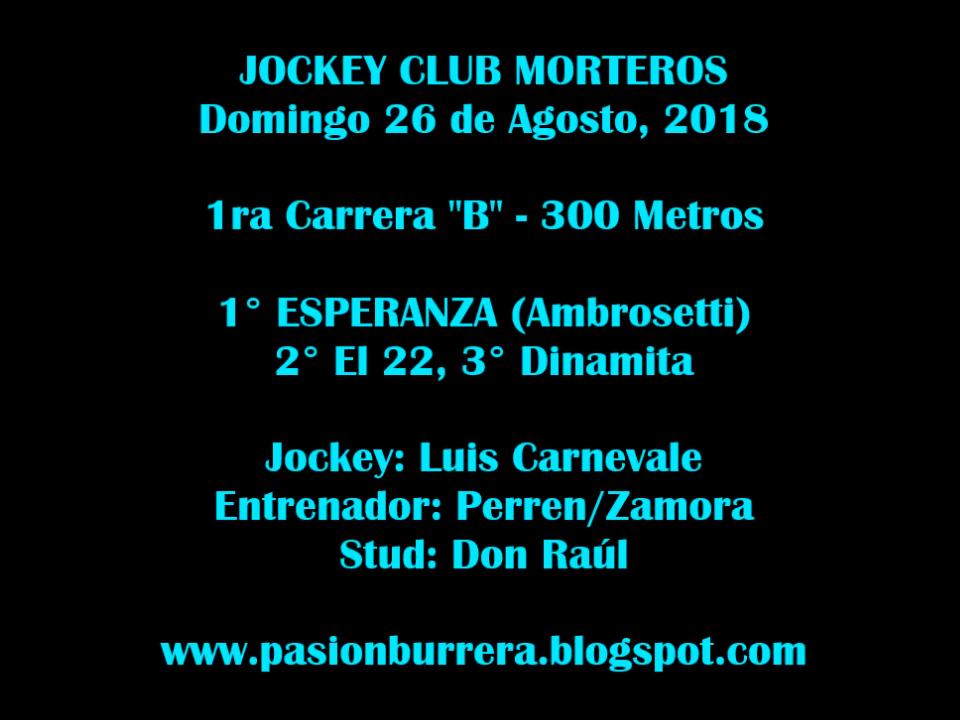 JOCKEY CLUB MORTEROS
Domingo 26 de Agosto, 2018
1ra Carrera "B" - 300 Metros
1° ESPERANZA (Ambrosetti)
2° El 22, 3° Dinamita
Jockey: Luis Carnevale
Entrenador: Perren/Zamora
Stud: Don Raúl
www.pasionburrera.blogspot.com